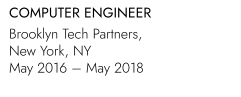 COMPUTER ENGINEER
Brooklyn Tech Partners,
New York, NY
May 2016 – May 2018